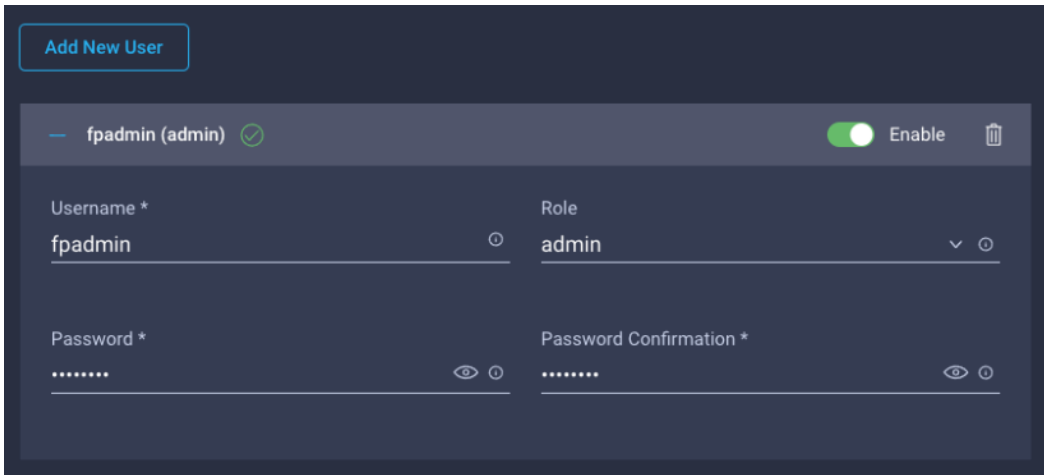 Add New User
fpadmin (admin)
Enable
Username *
Role
fpadmin
admin
Password *
Password Confirmation *
••••••••
••••••••